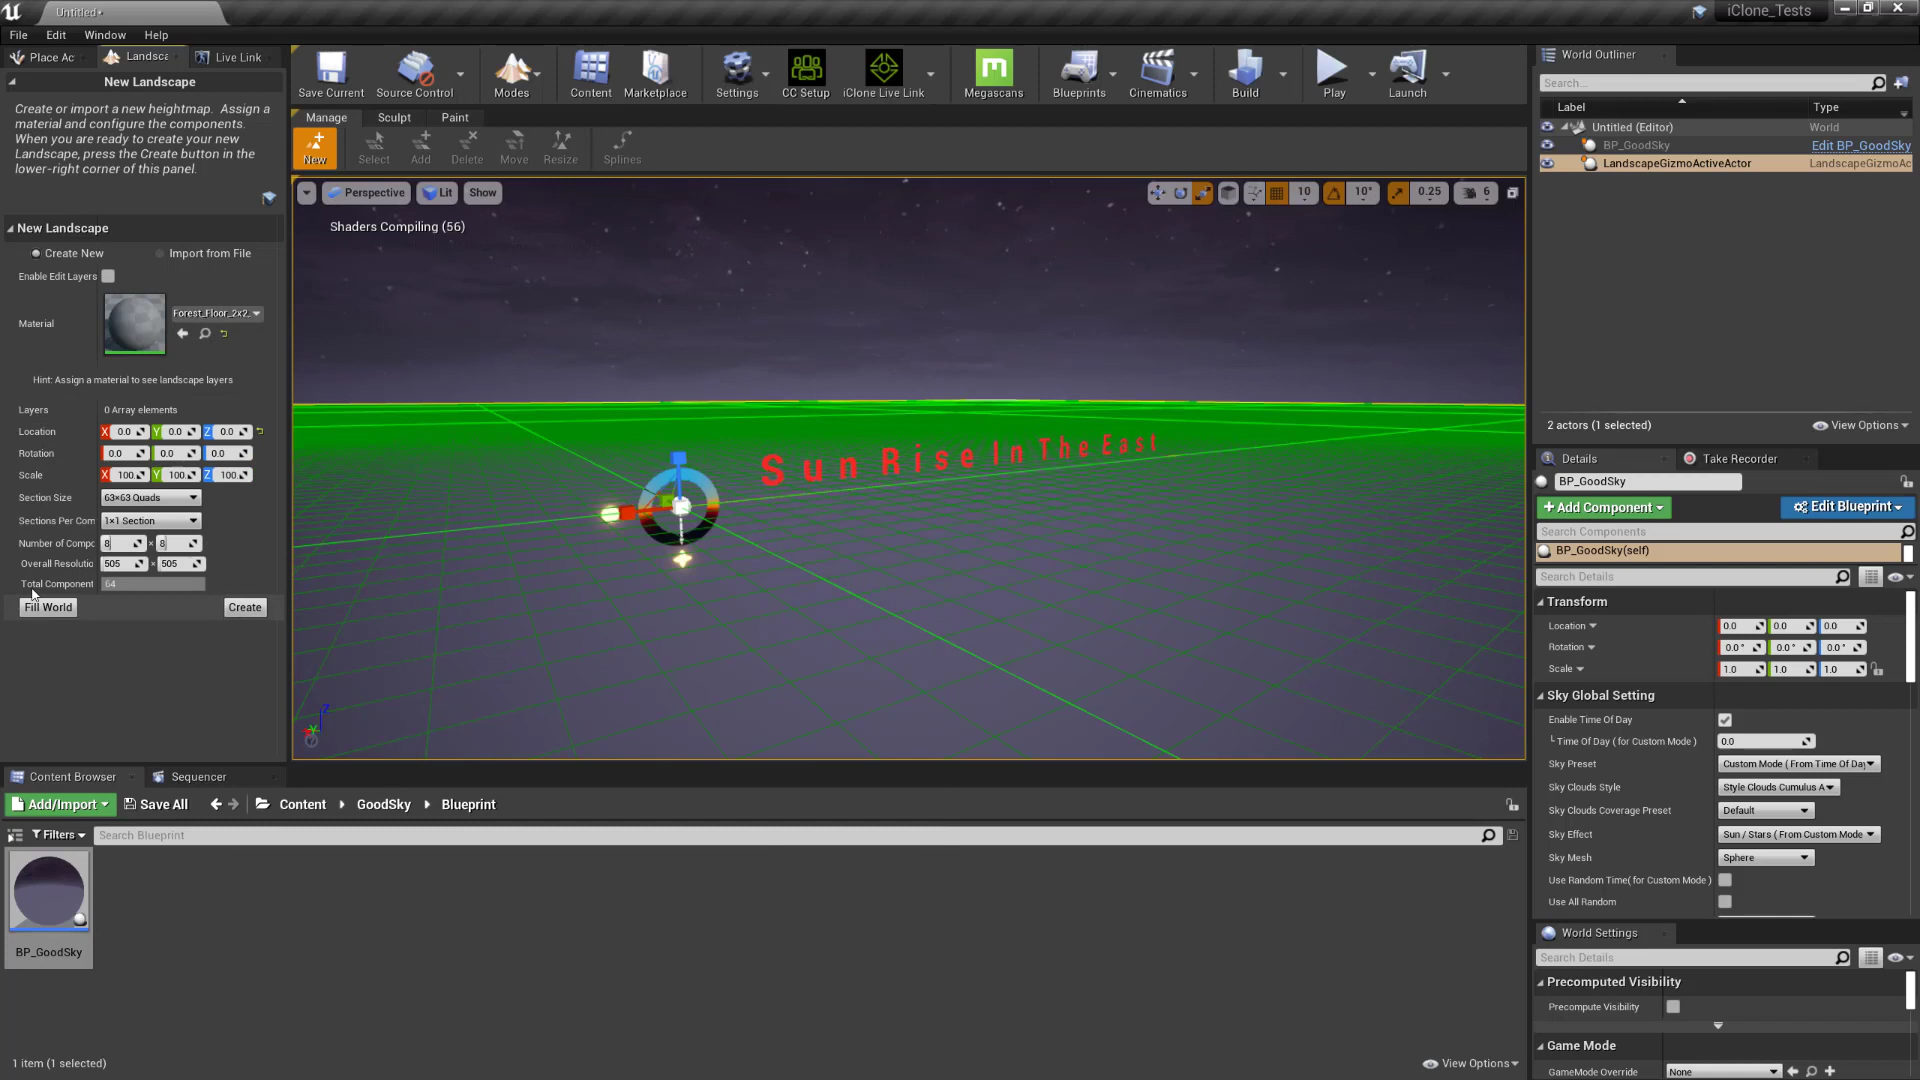 Untitled•
iClone_Tests
File Edit Window Help
Place Ac Landsc Live Link
New Landscape
Create or import a new heightmap. Assign a
material and configure the components.
When you are ready to create your new
Landscape, press the Create button in the
lower-right corner of this panel.
New Landscape
Create New Import from File
Enable Edit Layers
Material
Forest_Floor_2x2_
Hint: Assign a material to see landscape layers
Layers 0 Array elements
Location X 0.0 Y 0.0 Z 0.0
Rotation 0.0 0.0 0.0
Scale X 100. Y 100. Z 100.
Section Size 63×63 Quads
Sections Per Com 1×1 Section
Number of Compo 8 × 8
Overall Resolutio 505 × 505
Total Component 64
Fill World Create
Save Current Source Control Modes Content Marketplace Settings CC Setup iClone Live Link Megascans Blueprints Cinematics Build Play Launch
Manage Sculpt Paint
New Select Add Delete Move Resize Splines
Perspective Lit Show
10 10° 0.25 6
Shaders Compiling (56)
Sun Rise In The East
Z
Y
World Outliner
Search...
Label Type
Untitled (Editor) World
BP_GoodSky Edit BP_GoodSky
LandscapeGizmoActiveActor LandscapeGizmoAc
2 actors (1 selected) View Options
Details Take Recorder
BP_GoodSky
Add Component Edit Blueprint
Search Components
BP_GoodSky(self)
Search Details
Transform
Location 0.0 0.0 0.0
Rotation 0.0° 0.0° 0.0°
Scale 1.0 1.0 1.0
Sky Global Setting
Enable Time Of Day
Time Of Day ( for Custom Mode ) 0.0
Sky Preset Custom Mode ( From Time Of Day
Sky Clouds Style Style Clouds Cumulus A
Sky Clouds Coverage Preset Default
Sky Effect Sun / Stars ( From Custom Mode
Sky Mesh Sphere
Use Random Time( for Custom Mode )
Use All Random
World Settings
Search Details
Precomputed Visibility
Precompute Visibility
Game Mode
GameMode Override None
Content Browser Sequencer
Add/Import Save All Content GoodSky Blueprint
Filters Search Blueprint
BP_GoodSky
1 item (1 selected) View Options